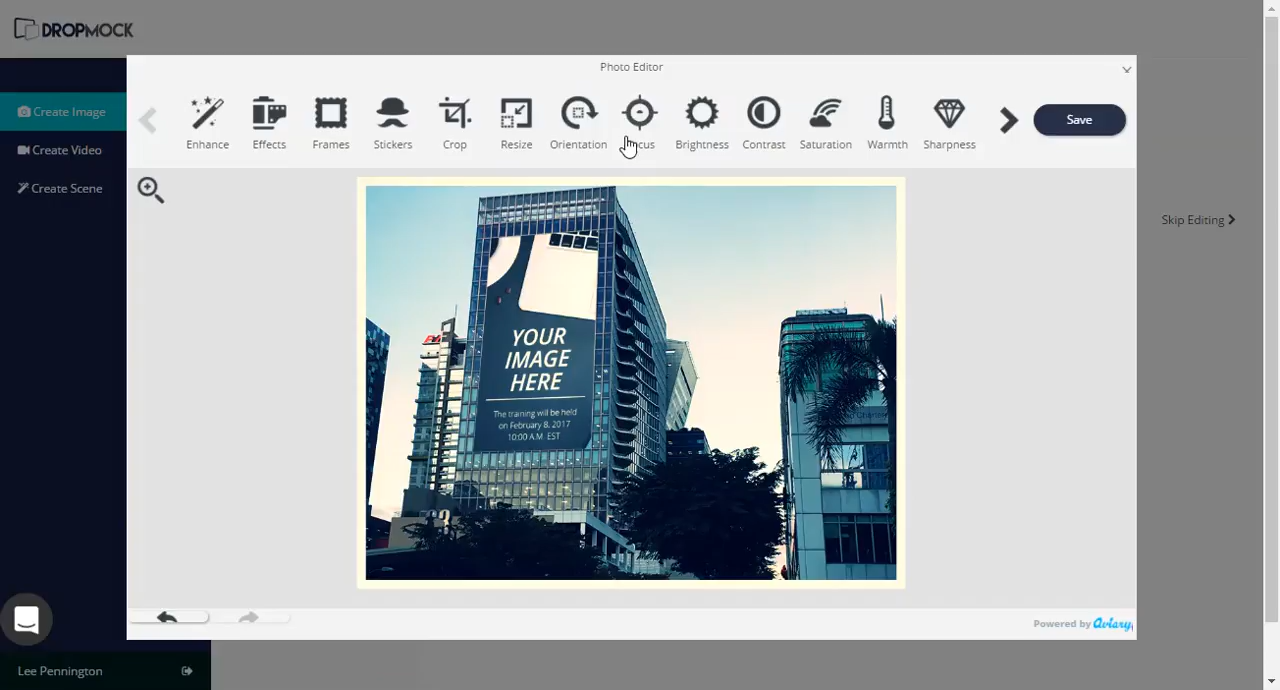 DROPMOCK
Photo Editor
Enhance
Effects
Frames
Stickers
Crop
Resize
Orientation
Brightness
Contrast
Saturation
Warmth
Sharpness
Save
Create Image
Create Video
Create Scene
Skip Editing
YOUR
IMAGE
HERE
The training will be held
on February 8, 2017
10:00 A.M EST
Powered by Aviary
Lee Pennington